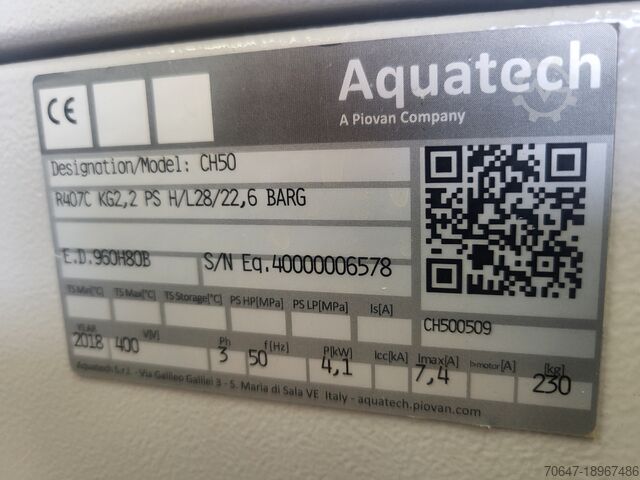 Aquatech
A Piovan Company
CE
Designation/Model: CH50
R407C KG2,2 PS H/L28/22,6 BARG
E.D.960H80B S/N Eq.40000006578
TS Min[°C] TS Max[°C] TS Storage[°C] PS HP[MPa] PS LP[MPa] Is[A]
CH500509
YEAR V[V] Ph f[Hz] P[kW] Icc[kA] Imax[A] I>motor[A] [kg]
2018 400 3 50 4,1 7,4 230
Aquatech S.r.l. - Via Galileo Galilei 3 - S. Maria di Sala VE Italy - aquatech.piovan.com
70647-18967486